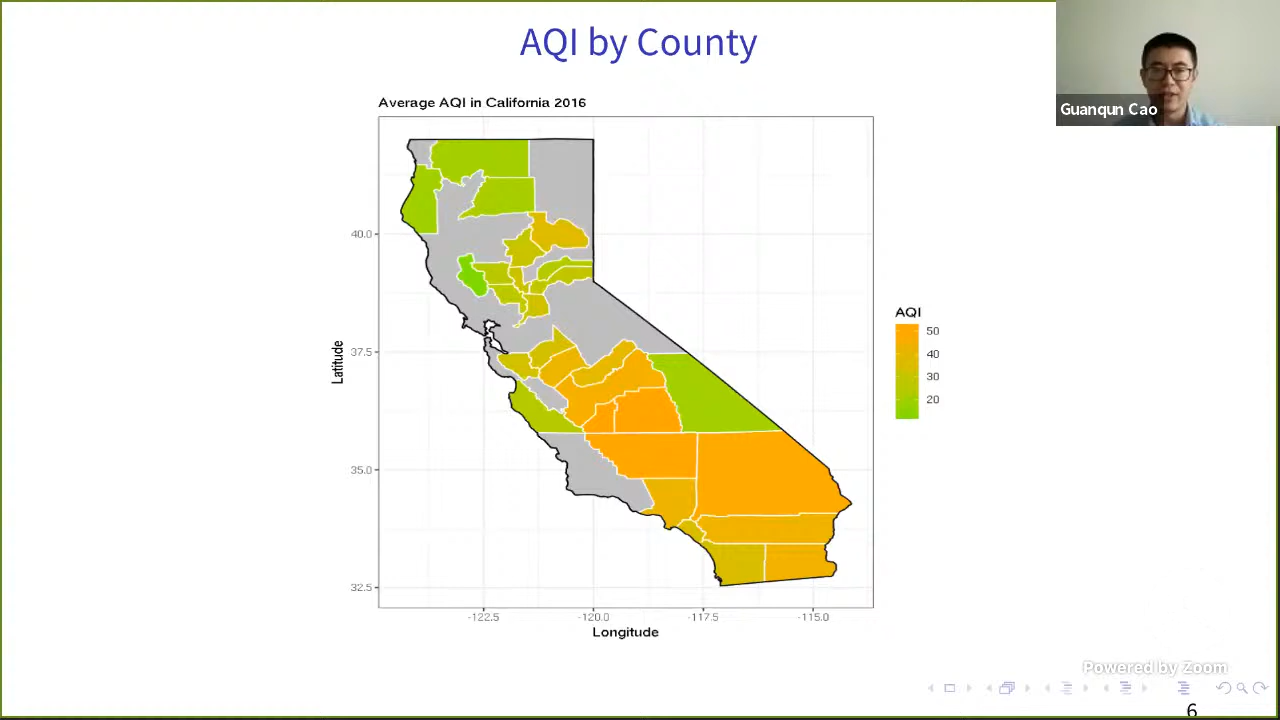 AQI by County
Guanqun Cao
Average AQI in California 2016
40.0
37.5
35.0
32.5
Latitude
-122.5
-120.0
-117.5
-115.0
Longitude
AQI
50
40
30
20
Powered by Zoom
6